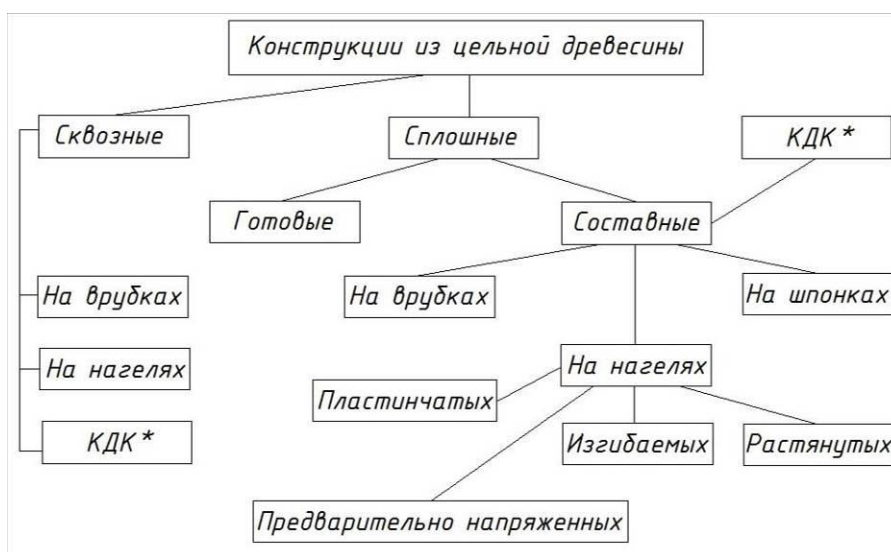 Конструкции из цельной древесины
Сквозные
Сплошные
КДК*
Готовые
Составные
На врубках
На врубках
На шпонках
На нагелях
На нагелях
Пластинчатых
КДК*
Изгибаемых
Растянутых
Предварительно напряженных